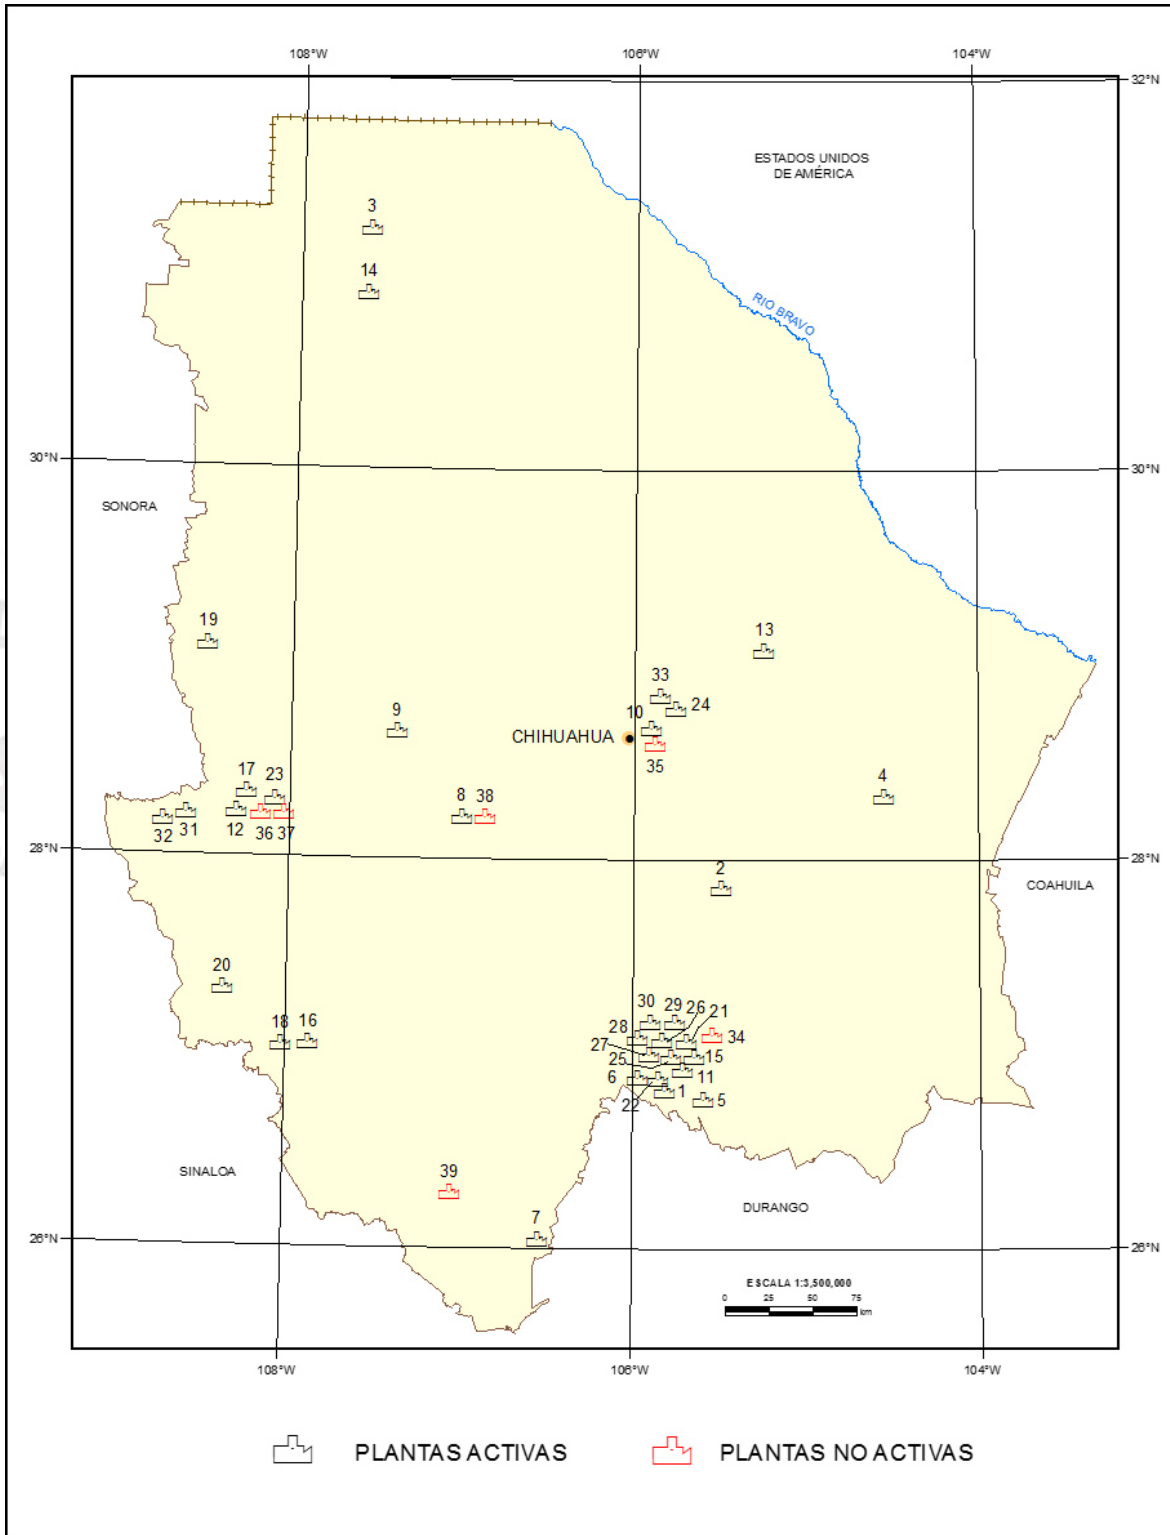 108°W 106°W 104°W
32°N
ESTADOS UNIDOS
DE AMÉRICA
3
14
RIO BRAVO
30°N 30°N
SONORA
19
13
33
24
9
10
CHIHUAHUA
35
17 23
4
8 38
32 31 12 36 37
28°N 28°N
2
COAHUILA
20
30 29 26 21
18 16
28
34
27
25 15
6 11
22 1 5
SINALOA
39
7
DURANGO
26°N 26°N
ESCALA 1:3,500,000
0 25 50 75
km
108°W 106°W 104°W
PLANTAS ACTIVAS
PLANTAS NO ACTIVAS